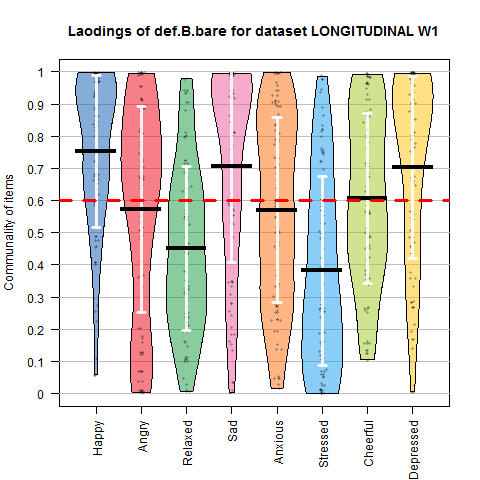 Laodings of def.B.bare for dataset LONGITUDINAL W1
Communality of items
1
0.9
0.8
0.7
0.6
0.5
0.4
0.3
0.2
0.1
0
Happy
Angry
Relaxed
Sad
Anxious
Stressed
Cheerful
Depressed